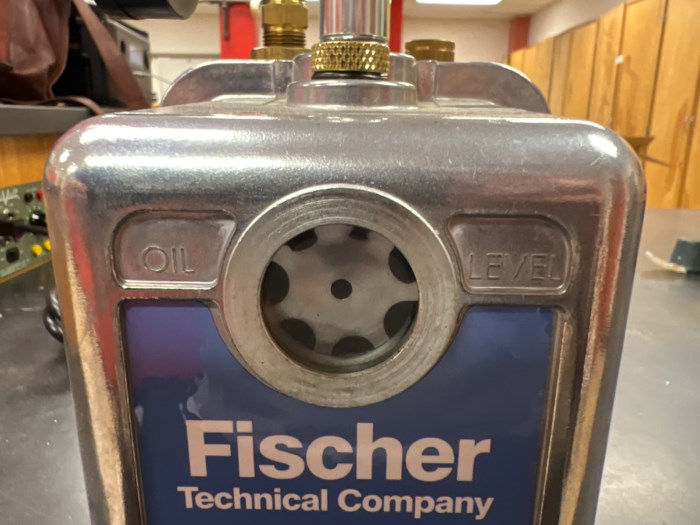 OIL
LEVEL
Fischer
Technical Company